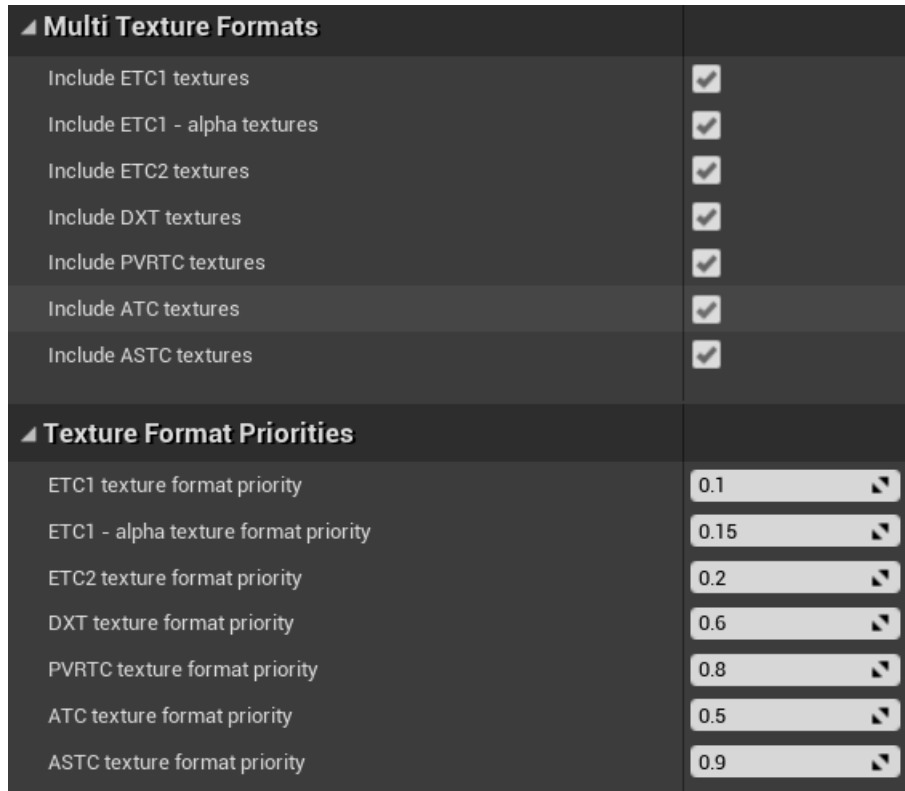 Multi Texture Formats
Include ETC1 textures
Include ETC1 - alpha textures
Include ETC2 textures
Include DXT textures
Include PVRTC textures
Include ATC textures
Include ASTC textures
Texture Format Priorities
ETC1 texture format priority 0.1
ETC1 - alpha texture format priority 0.15
ETC2 texture format priority 0.2
DXT texture format priority 0.6
PVRTC texture format priority 0.8
ATC texture format priority 0.5
ASTC texture format priority 0.9